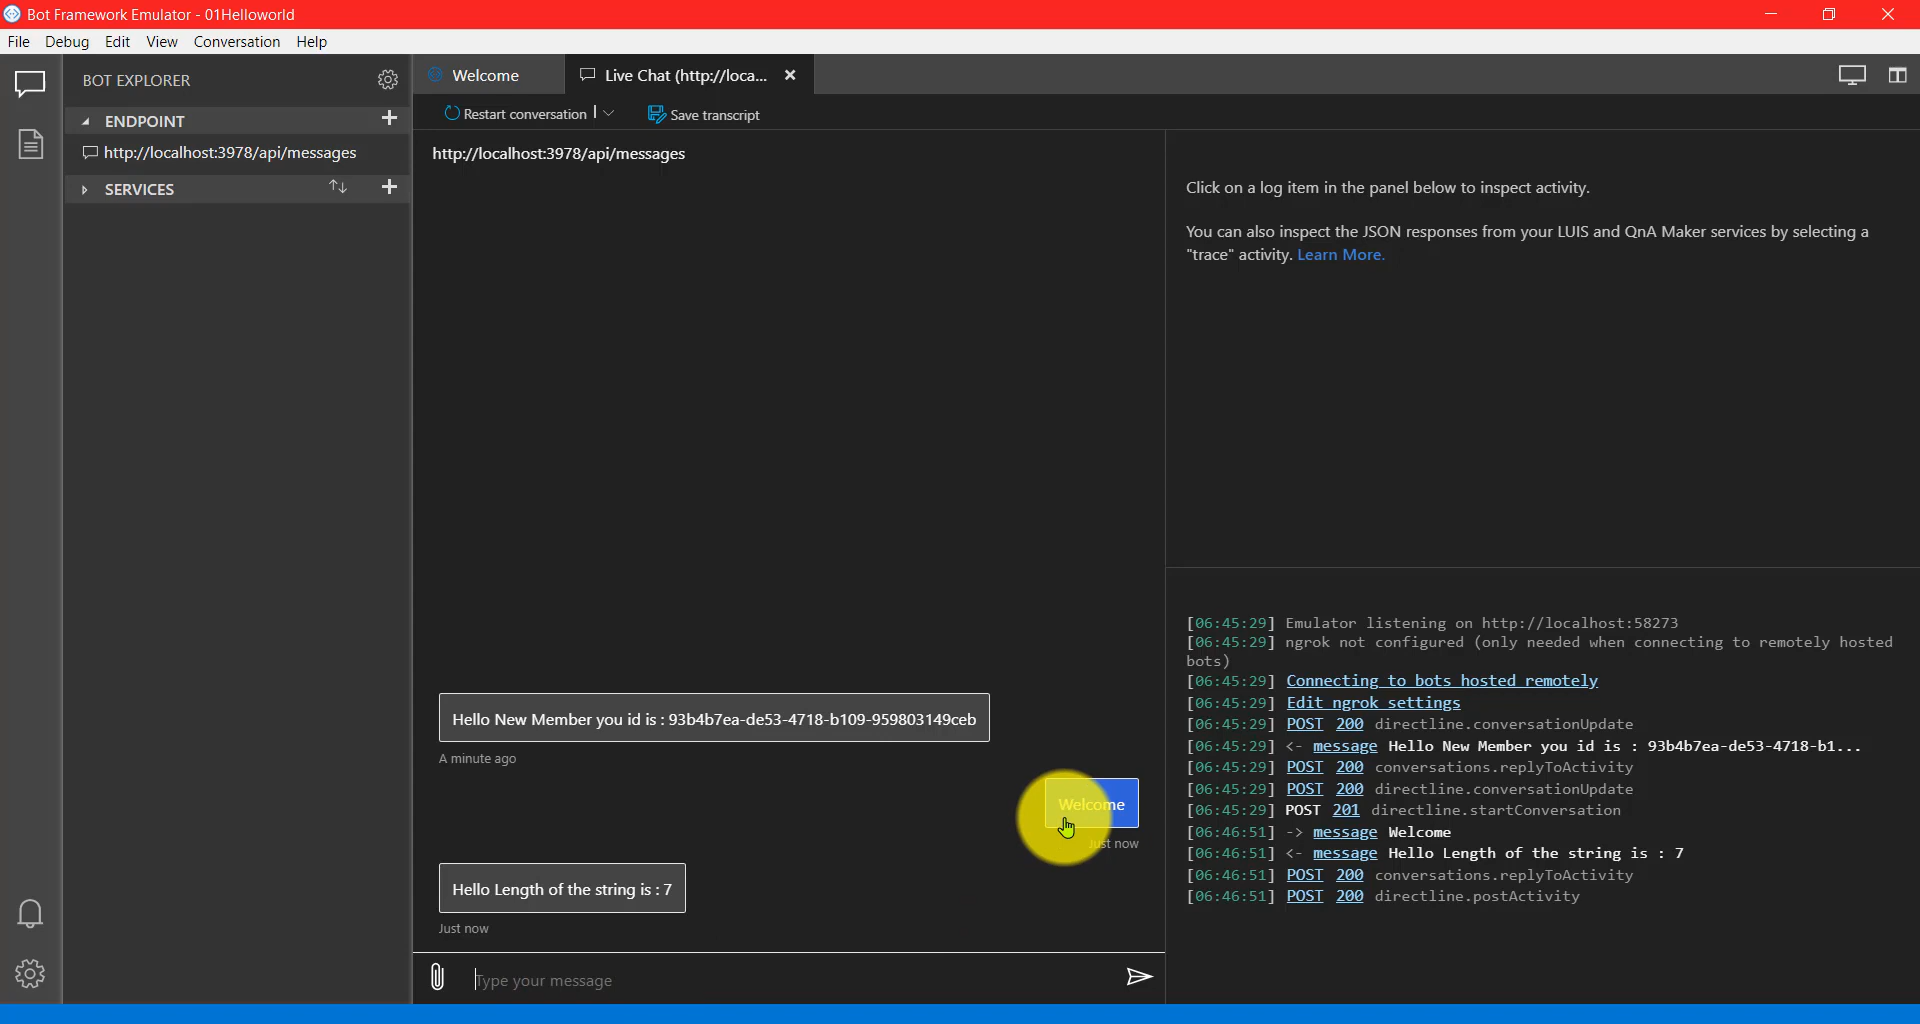 Bot Framework Emulator - 01Helloworld
File Debug Edit View Conversation Help
BOT EXPLORER
ENDPOINT
http://localhost:3978/api/messages
SERVICES
Welcome
Live Chat (http://loca...
Restart conversation
Save transcript
http://localhost:3978/api/messages
Hello New Member you id is : 93b4b7ea-de53-4718-b109-959803149ceb
A minute ago
Welcome
Just now
Hello Length of the string is : 7
Just now
Type your message
Click on a log item in the panel below to inspect activity.
You can also inspect the JSON responses from your LUIS and QnA Maker services by selecting a
"trace" activity. Learn More.
[06:45:29] Emulator listening on http://localhost:58273
[06:45:29] ngrok not configured (only needed when connecting to remotely hosted
bots)
[06:45:29] Connecting to bots hosted remotely
[06:45:29] Edit ngrok settings
[06:45:29] POST 200 directline.conversationUpdate
[06:45:29] <- message Hello New Member you id is : 93b4b7ea-de53-4718-b1...
[06:45:29] POST 200 conversations.replyToActivity
[06:45:29] POST 200 directline.conversationUpdate
[06:45:29] POST 201 directline.startConversation
[06:46:51] -> message Welcome
[06:46:51] <- message Hello Length of the string is : 7
[06:46:51] POST 200 conversations.replyToActivity
[06:46:51] POST 200 directline.postActivity